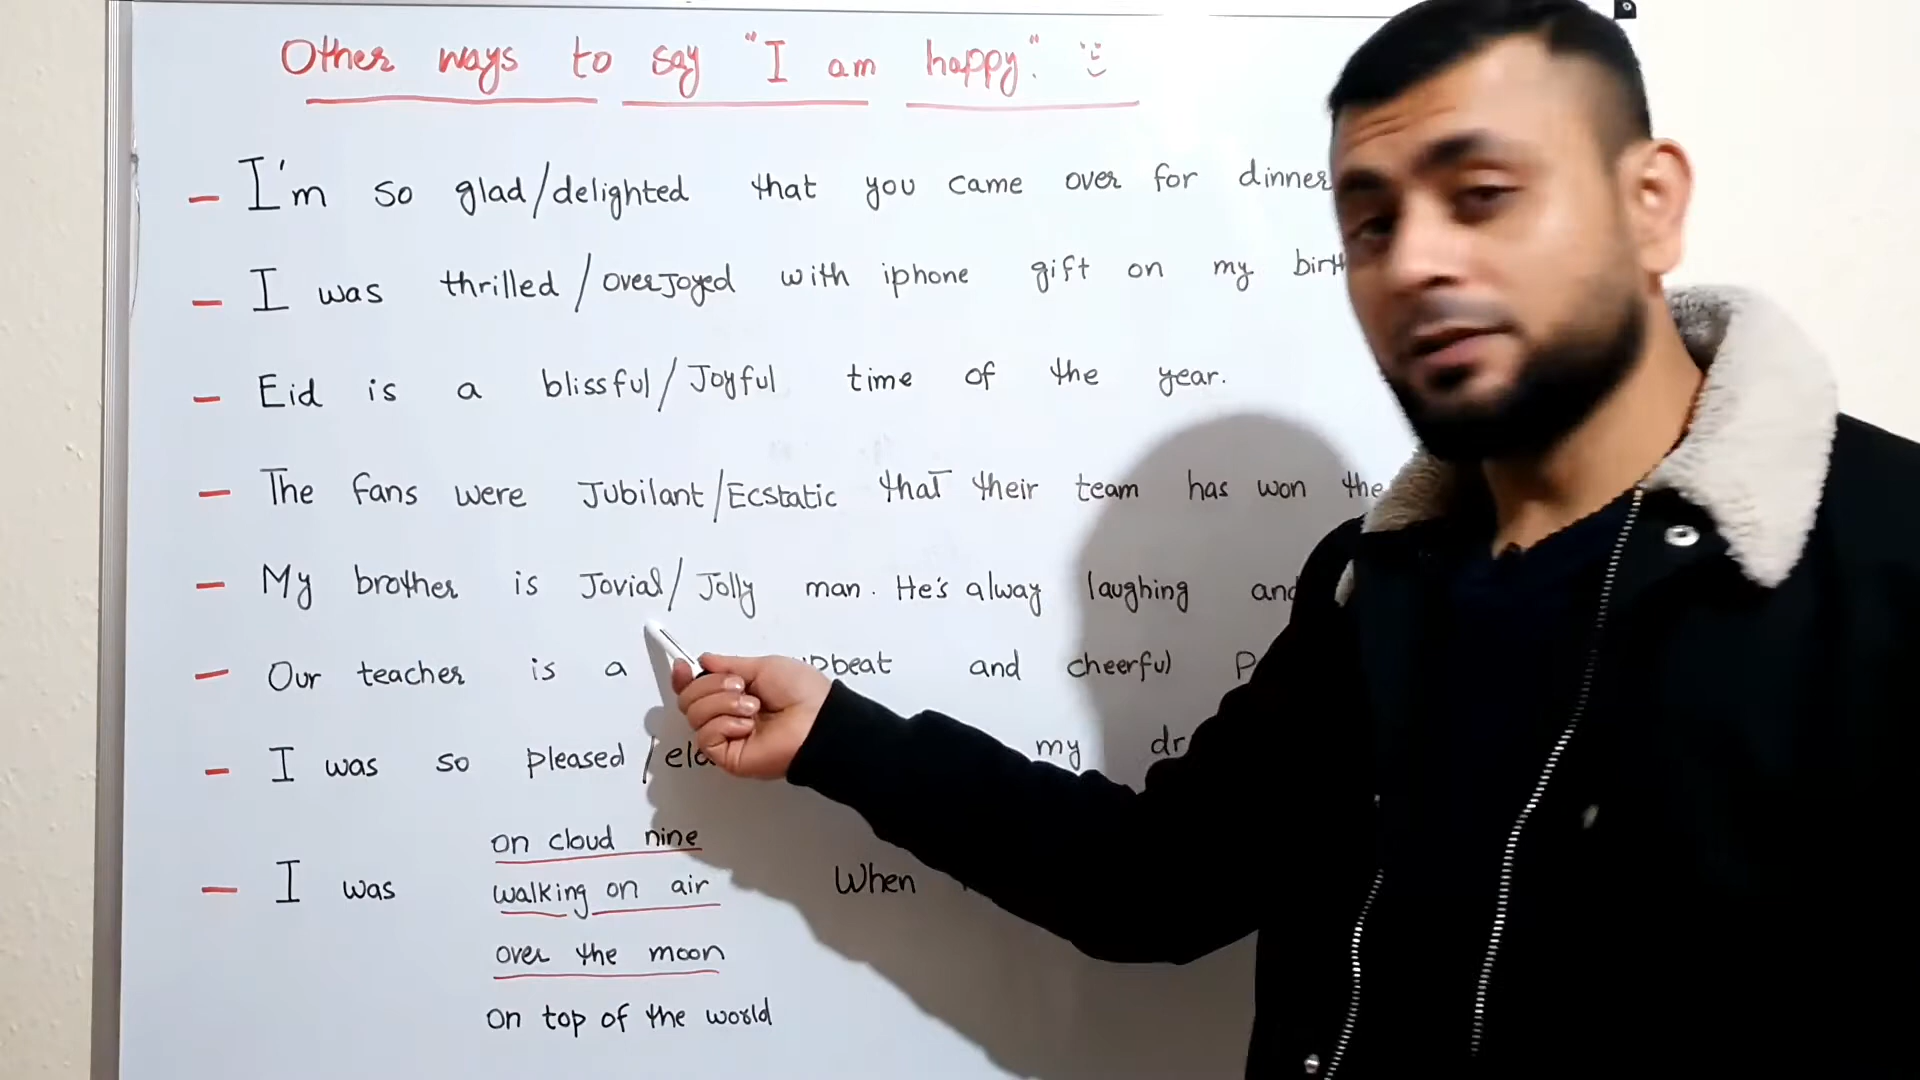 Other ways to say "I am happy".
- I'm so glad/delighted that you came over for dinner
- I was thrilled / overjoyed with iphone gift on my
- Eid is a blissful/Joyful time of the year.
- The fans were Jubilant/Ecstatic that their team has won the
- My brother is Jovial/Jolly man. He's alway laughing and
- Our teacher is a and cheerful
- I was so pleased / my
- I was on cloud nine
walking on air When
over the moon
on top of the world